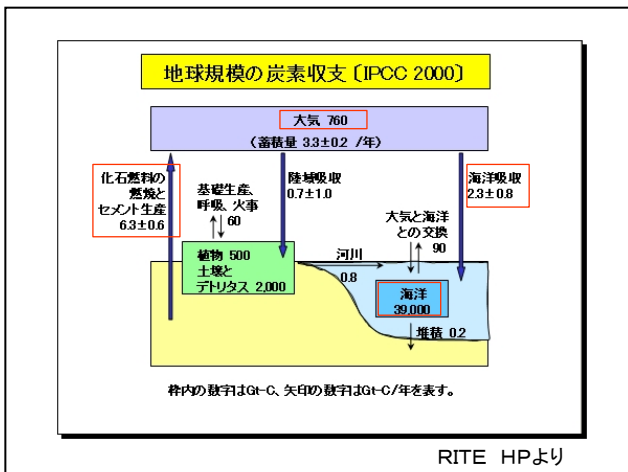 地球規模の炭素収支〔IPCC 2000〕
大気 760
(蓄積量 3.3±0.2 /年)
化石燃料の
燃焼と
セメント生産
6.3±0.6
基礎生産、
呼吸、火事
60
陸域吸収
0.7±1.0
海洋吸収
2.3±0.8
大気と海洋
との交換
90
植物 500
土壌と
デトリタス 2,000
河川
0.8
海洋
39,000
堆積 0.2
枠内の数字はGt-C、矢印の数字はGt-C/年を表す。
RITE HPより